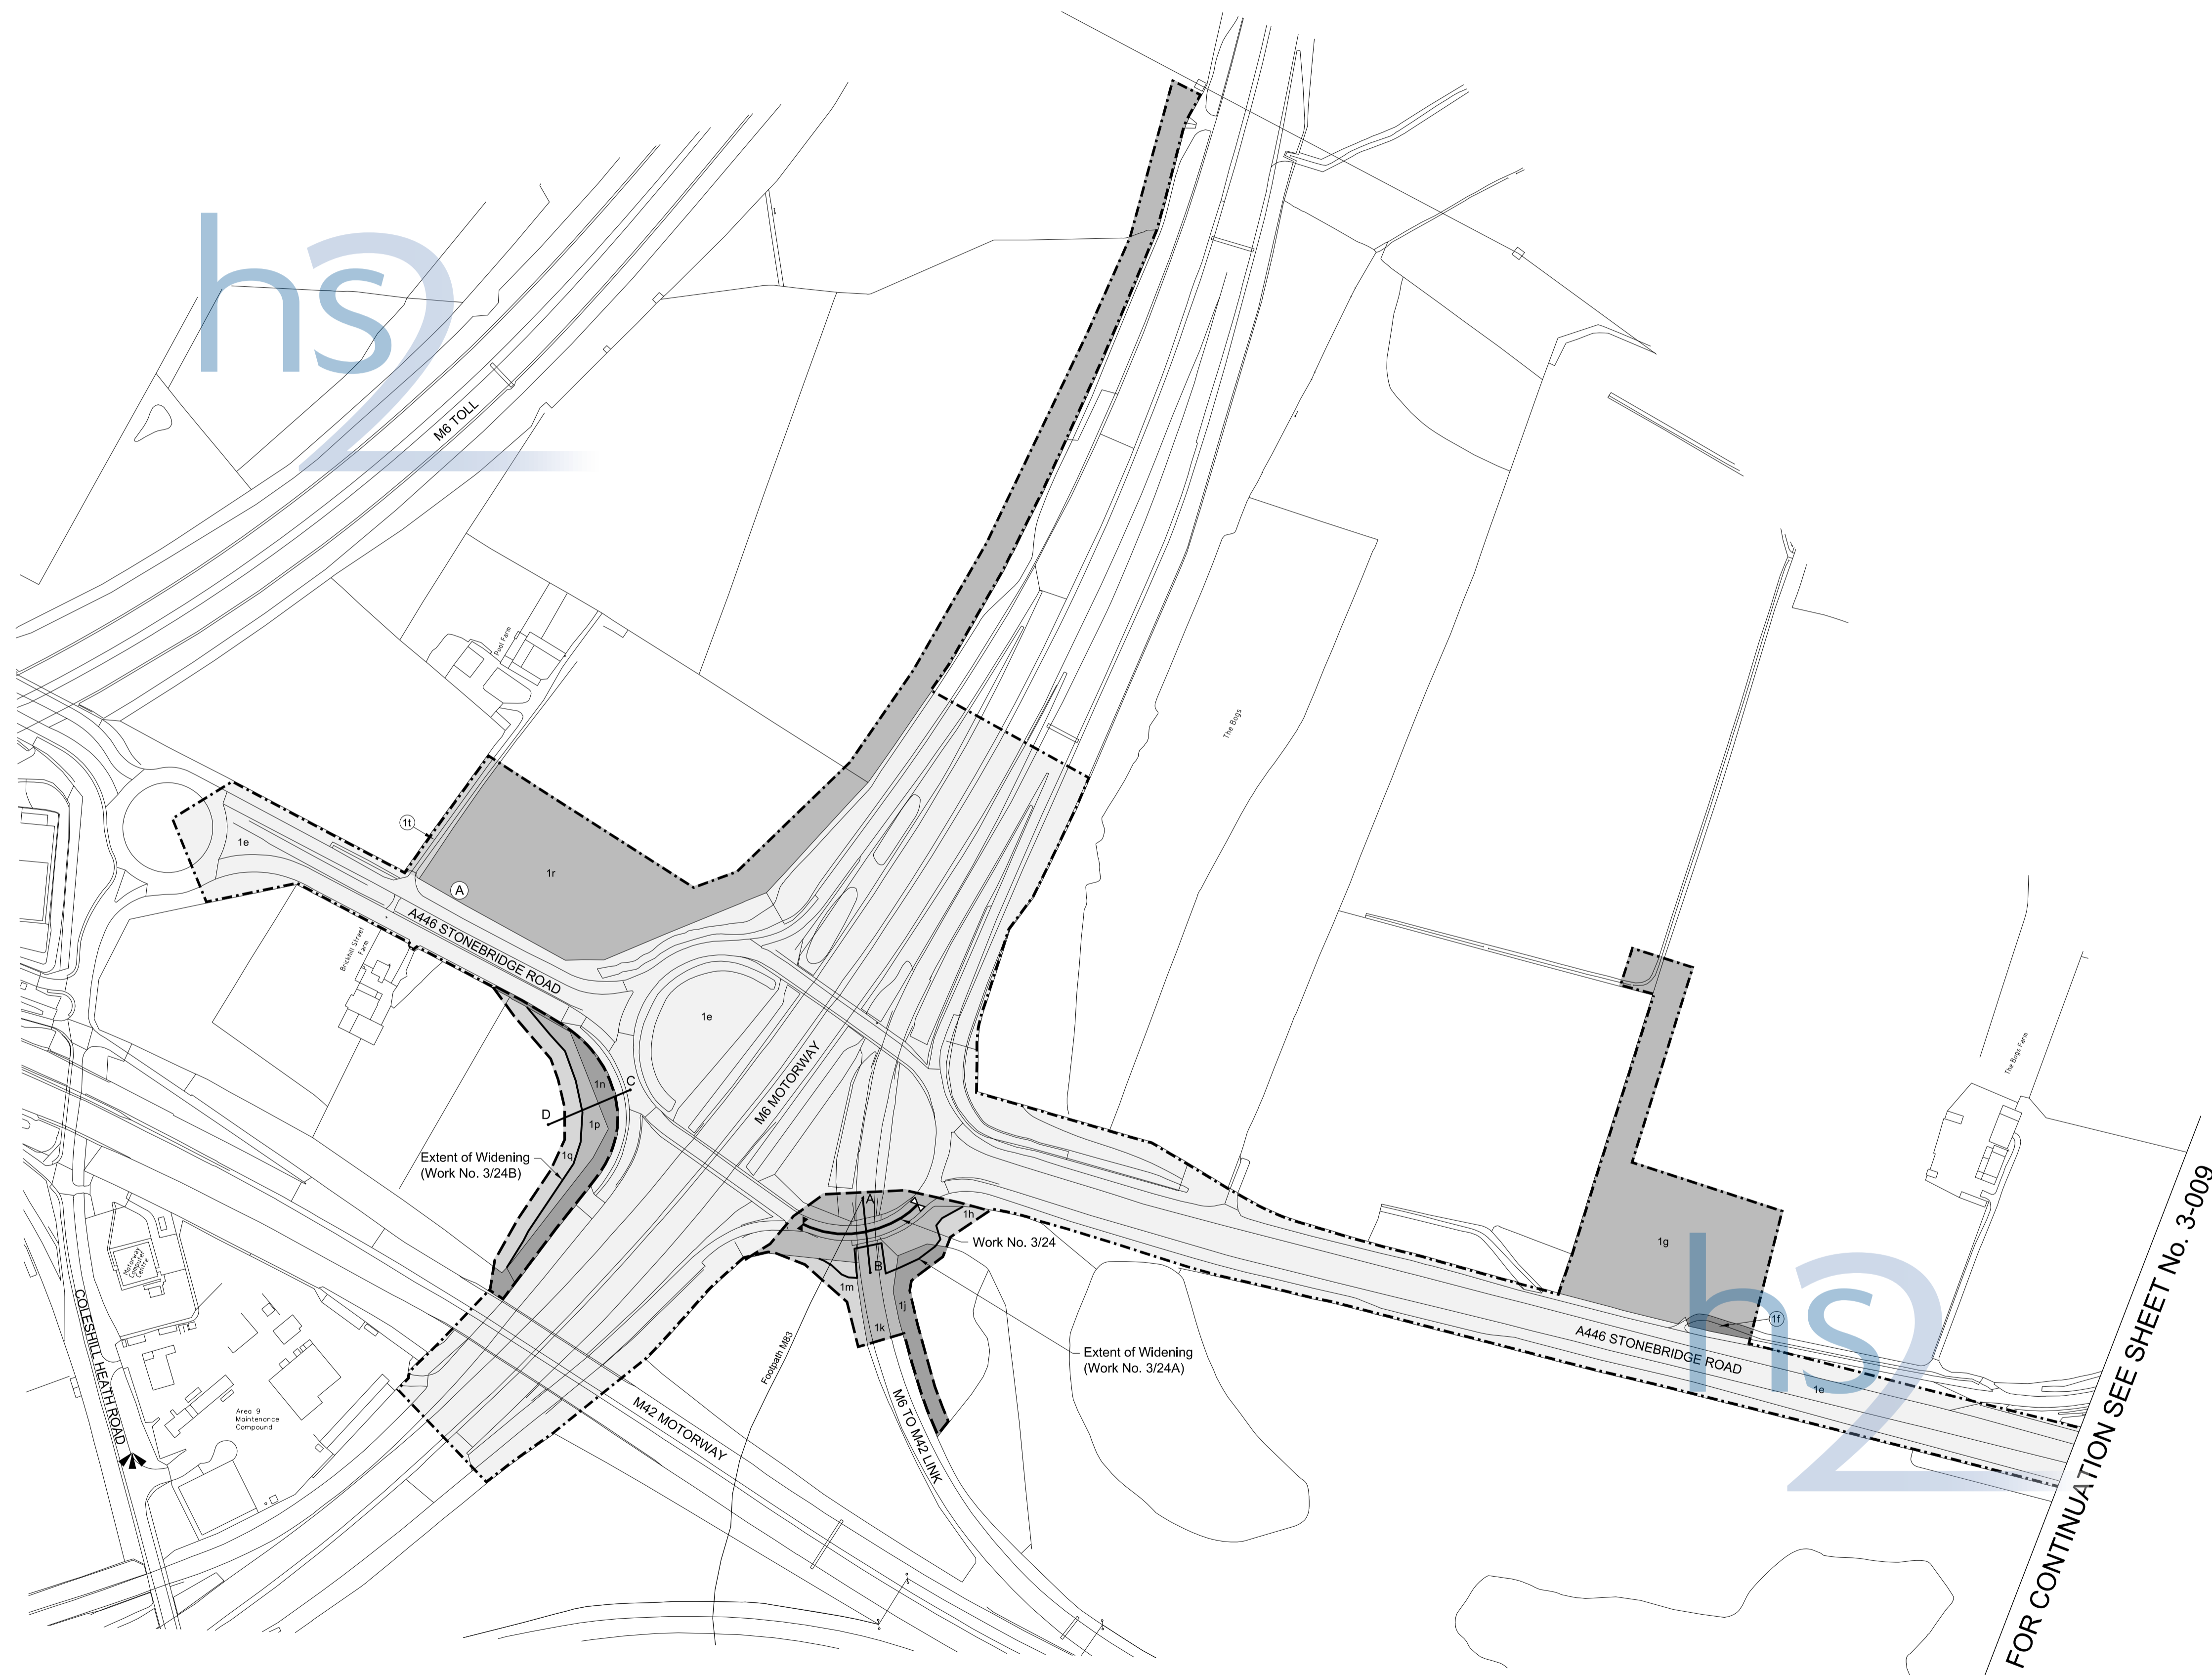 hs2
M6 TOLL
Pool Farm
The Bogs
1t
1e
1r
A
A446 STONEBRIDGE ROAD
Brickhill Street
Farm
1e
M6 MOTORWAY
1n
C
D
1p
1q
Extent of Widening
(Work No. 3/24B)
A
1h
Work No. 3/24
B
1m
1j
1k
Extent of Widening
(Work No. 3/24A)
Footpath M83
M6 TO M42 LINK
M42 MOTORWAY
Motorway
Computer
Centre
COLESHILL HEATH ROAD
Area 9
Maintenance
Compound
1g
1f
A446 STONEBRIDGE ROAD
1e
The Bogs Farm
hs2
FOR CONTINUATION SEE SHEET No. 3-009